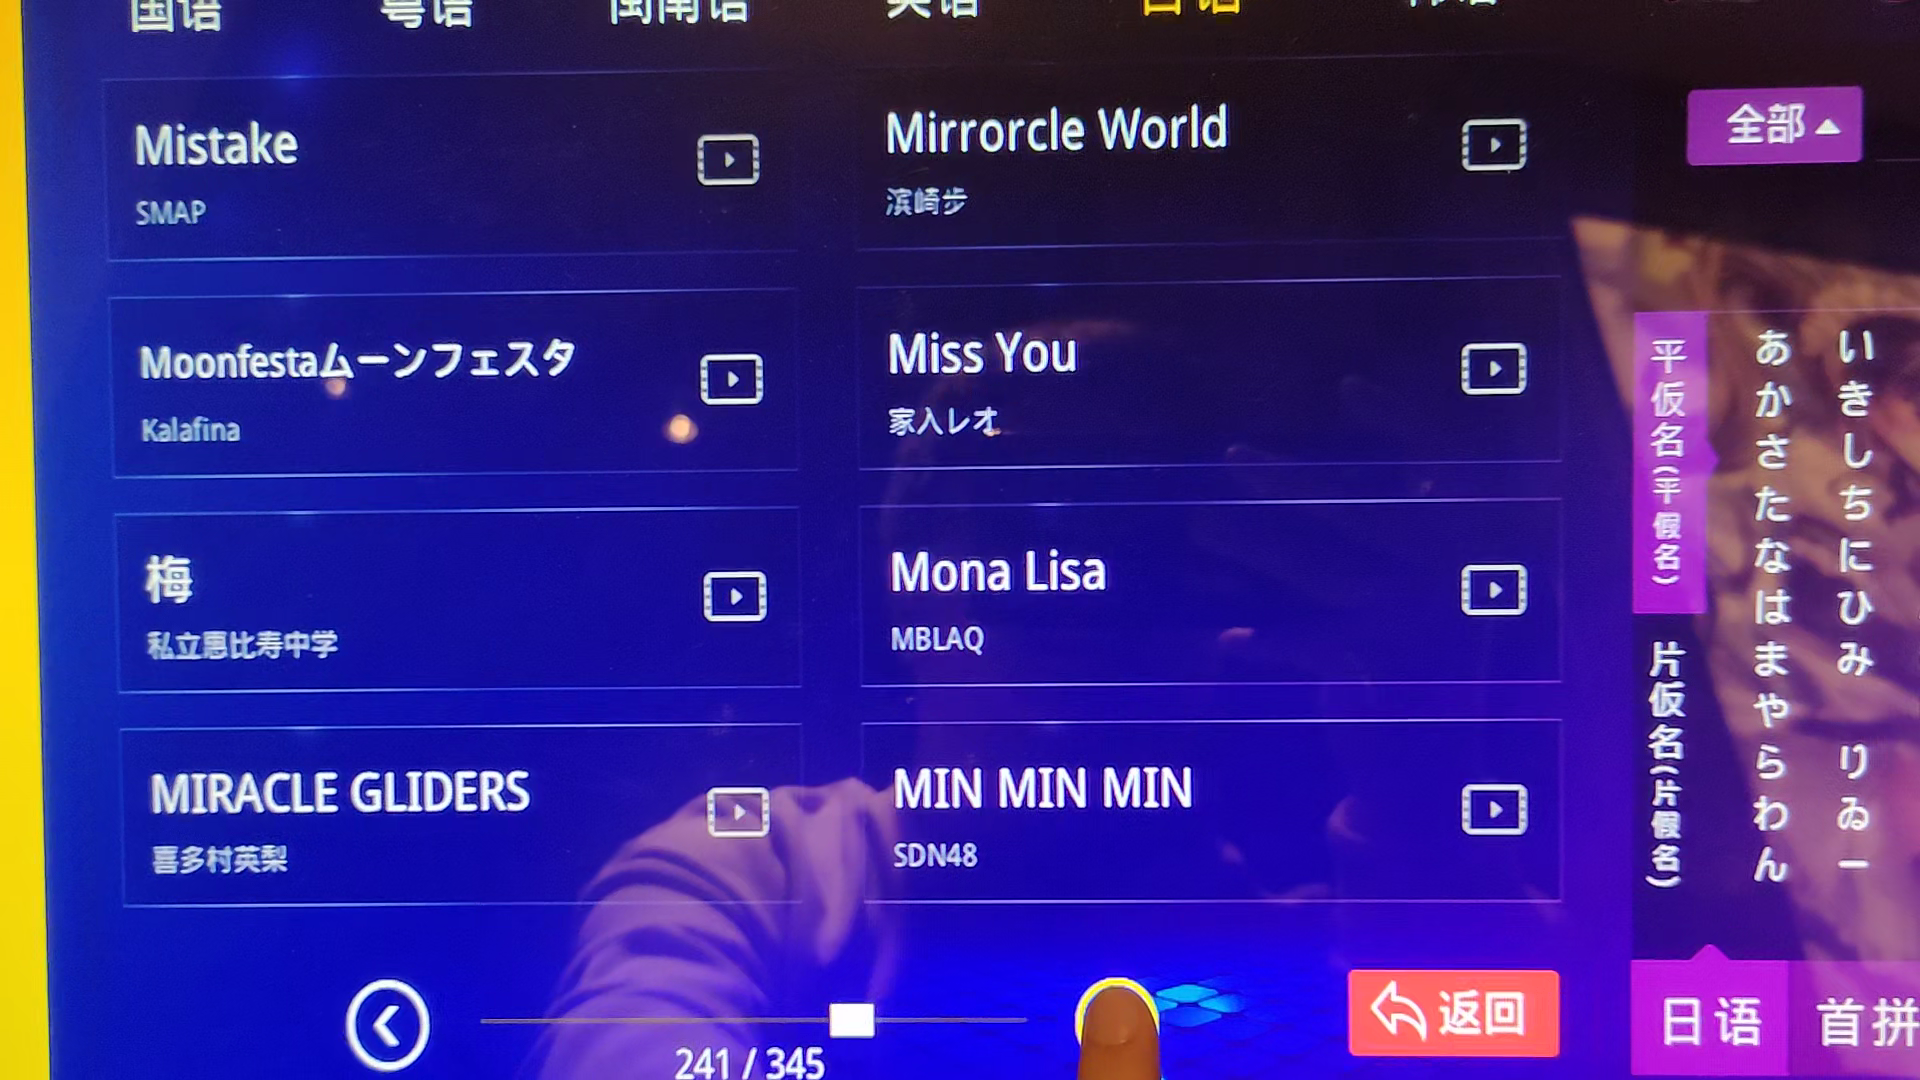 国语 粤语 闽南语 英语 日语 韩语
Mistake
SMAP
Mirrorcle World
滨崎步
全部
Moonfestaムーンフェスタ
Kalafina
Miss You
家入レオ
梅
私立恵比寿中学
Mona Lisa
MBLAQ
MIRACLE GLIDERS
喜多村英梨
MIN MIN MIN
SDN48
平仮名(平假名)
片仮名(片假名)
あかさたなはまやらわん
いきしちにひみ りゐー
241 / 345
返回
日语
首拼